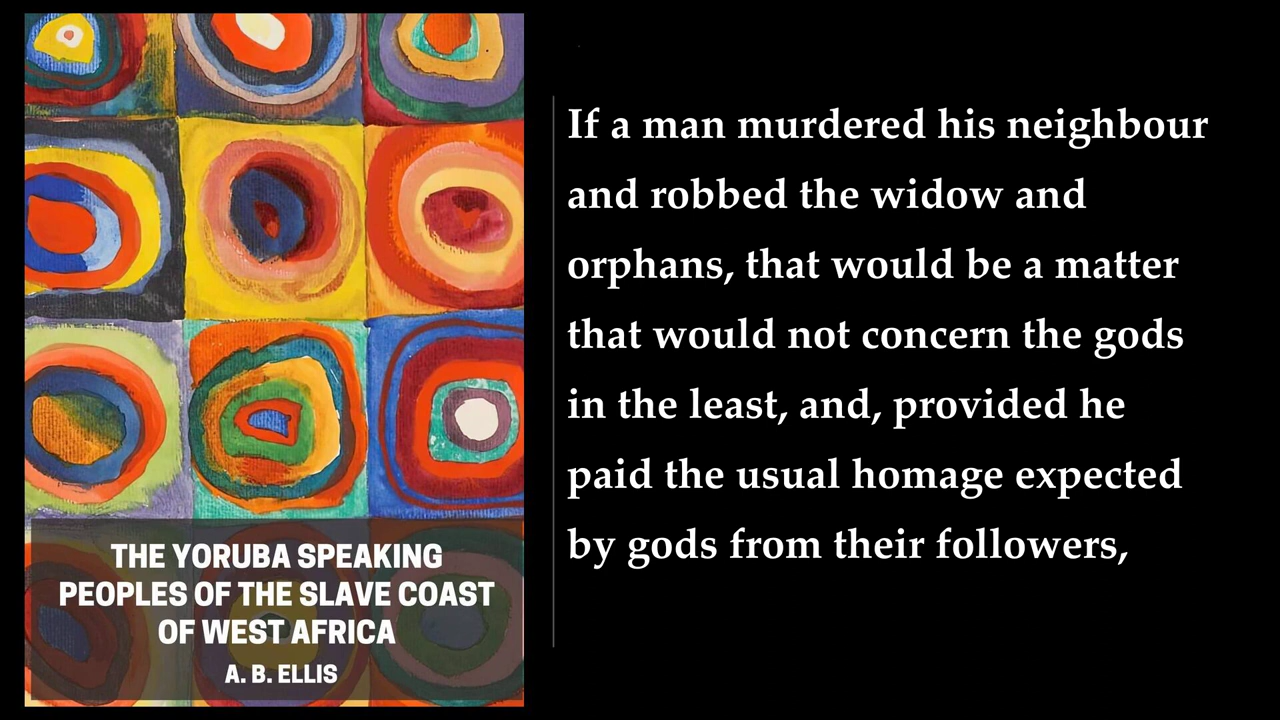 THE YORUBA SPEAKING
PEOPLES OF THE SLAVE COAST
OF WEST AFRICA
A. B. ELLIS
If a man murdered his neighbour
and robbed the widow and
orphans, that would be a matter
that would not concern the gods
in the least, and, provided he
paid the usual homage expected
by gods from their followers,